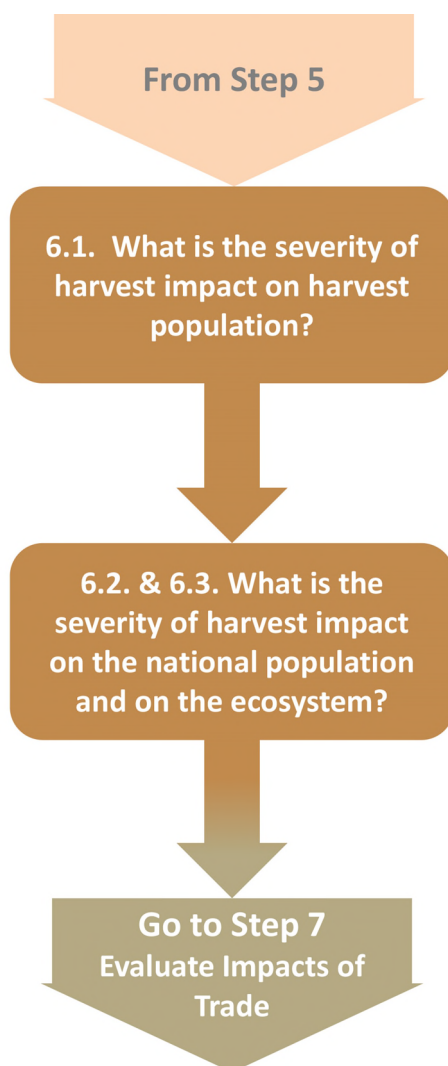 From Step 5
6.1.  What is the severity of
harvest impact on harvest
population?
6.2. & 6.3. What is the
severity of harvest impact
on the national population
and on the ecosystem?
Go to Step 7
Evaluate Impacts of
Trade